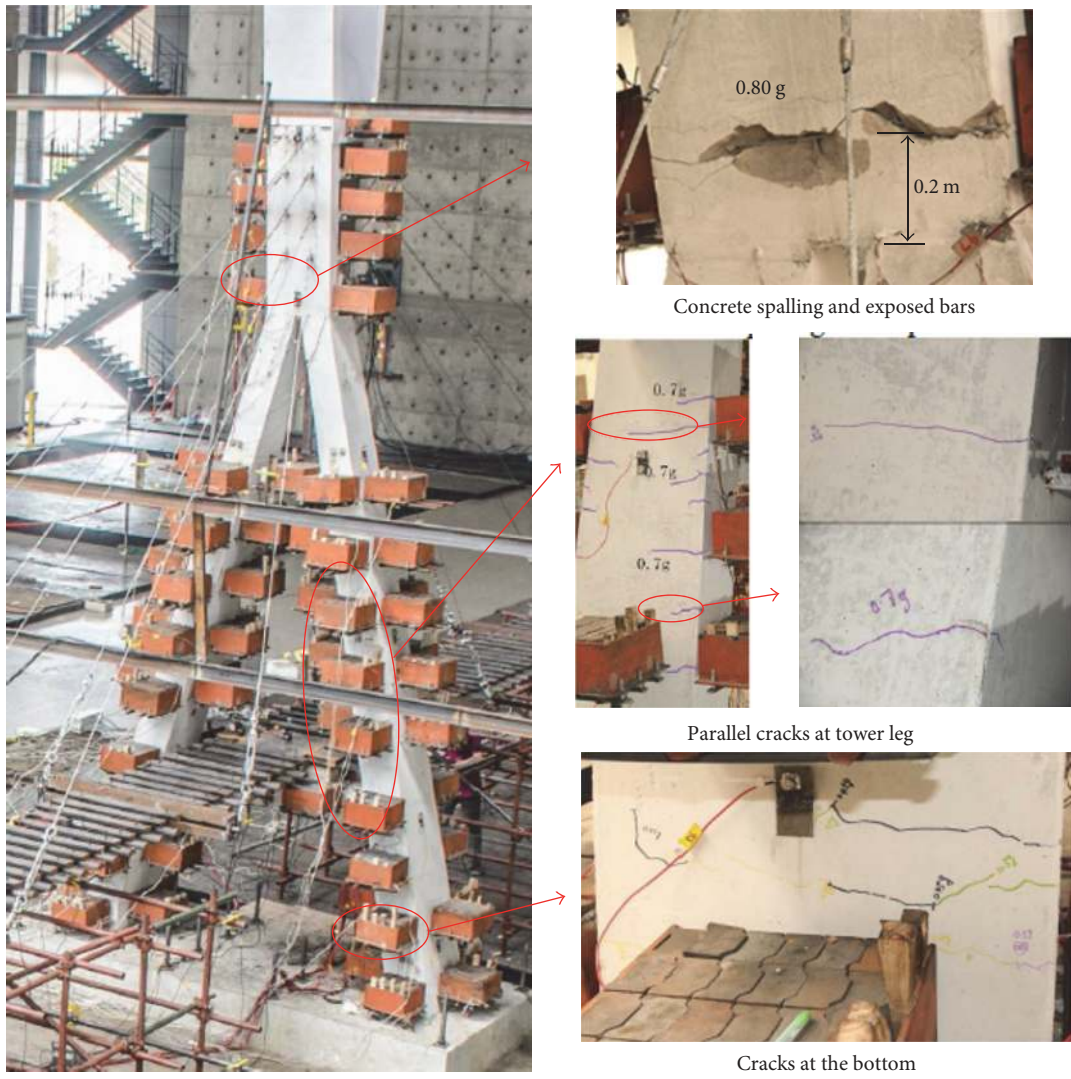 0.80 g
0.2 m
Concrete spalling and exposed bars
0.7g
0.7g
0.7g
0.7g
Parallel cracks at tower leg
Cracks at the bottom